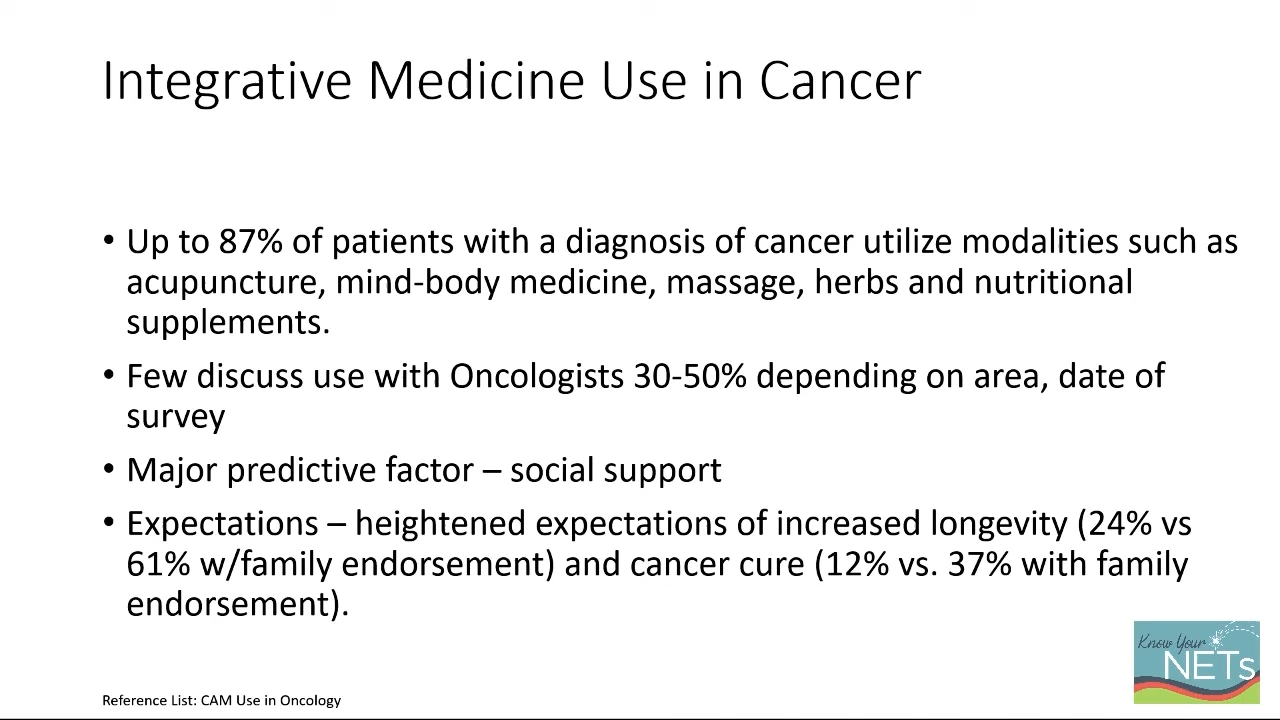 Integrative Medicine Use in Cancer
• Up to 87% of patients with a diagnosis of cancer utilize modalities such as
acupuncture, mind-body medicine, massage, herbs and nutritional
supplements.
• Few discuss use with Oncologists 30-50% depending on area, date of
survey
• Major predictive factor – social support
• Expectations – heightened expectations of increased longevity (24% vs
61% w/family endorsement) and cancer cure (12% vs. 37% with family
endorsement).
Know Your
NETs
Reference List: CAM Use in Oncology